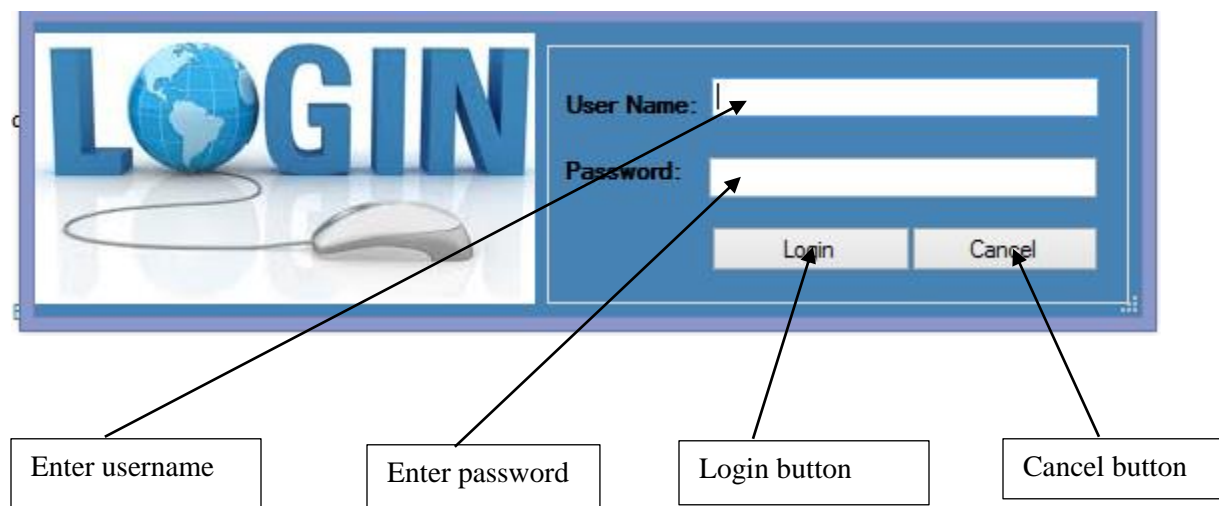 LOGIN
User Name:
Password:
Login Cancel
Enter username
Enter password
Login button
Cancel button